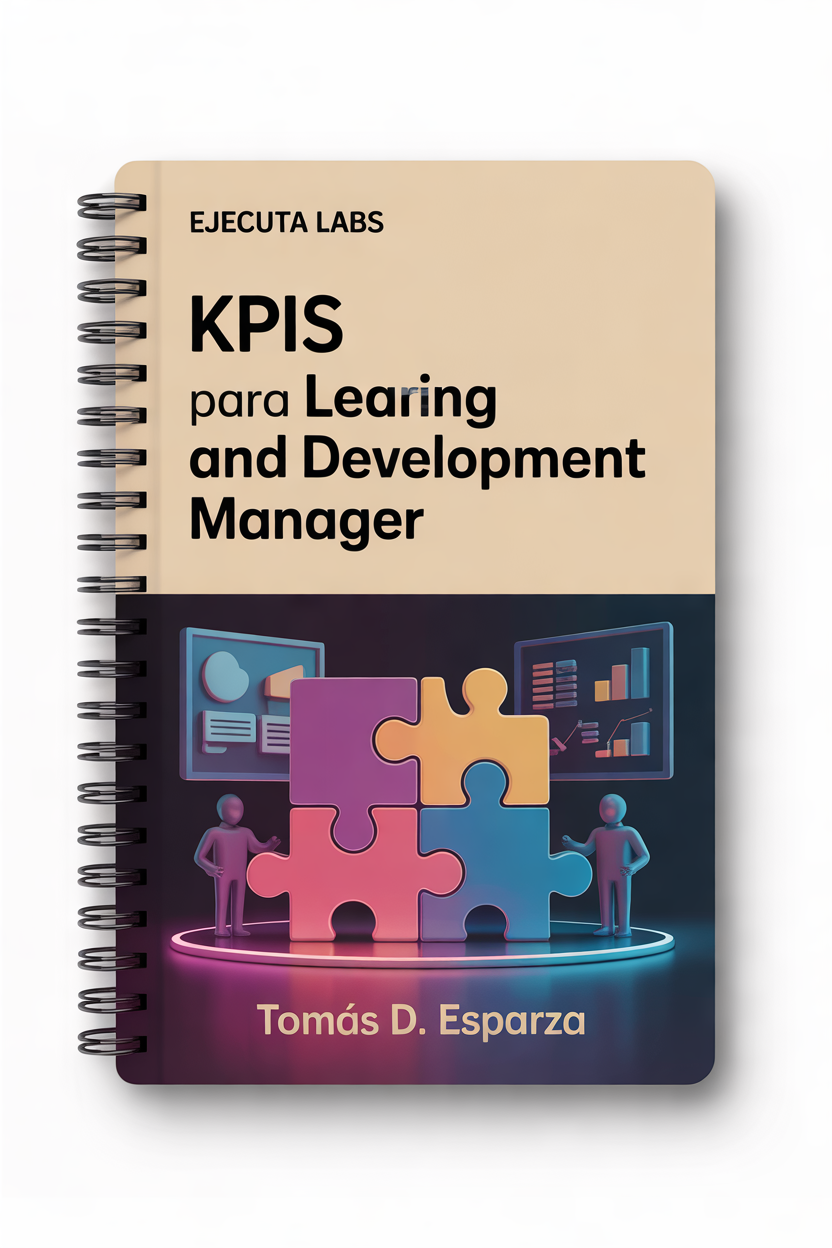 EJECUTA LABS
KPIS
para Learing
and Development
Manager
Tomás D. Esparza